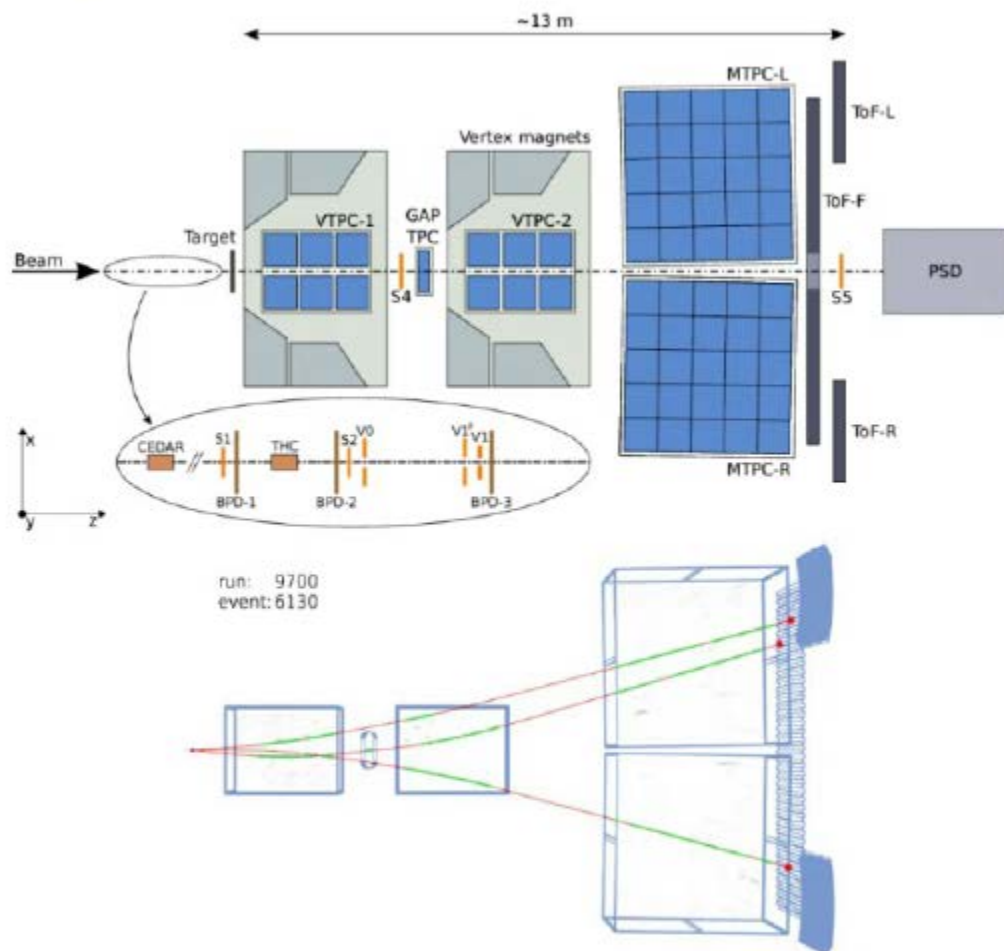 ~13 m
MTPC-L
ToF-L
Vertex magnets
VTPC-1
GAP
TPC
VTPC-2
ToF-F
Target
Beam
S4
S5
PSD
ToF-R
MTPC-R
x
y
z
CEDAR
S1
BPD-1
THC
BPD-2
S2
V0
V1'
V1
BPD-3
run: 9700
event: 6130